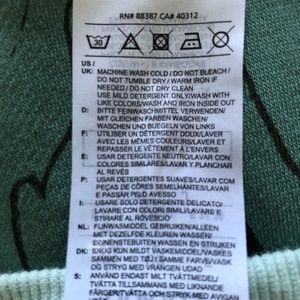 RN# 88387 CA# 40312
30
US /
UK: MACHINE WASH COLD / DO NOT BLEACH /
DO NOT TUMBLE DRY / WARM IRON IF
NEEDED / DO NOT DRY CLEAN
USE MILD DETERGENT ONLY/WASH WITH
LIKE COLORS/WASH AND IRON INSIDE OUT
D: BITTE FEINWASCHMITTEL VERWENDEN/
MIT GLEICHEN FARBEN WASCHEN/
WASCHEN UND BUEGELN VON LINKS
F: UTILISER UN DETERGENT DOUX/LAVER
AVEC LES MÊMES COULEURS/LAVER ET
REPASSER LE VÊTEMENT À L'ENVERS
E: USAR DETERGENTE NEUTRO/LAVAR CON
COLORES SIMILARES/LAVAR Y PLANCHAR
AL REVÉS
P: USAR DETERGENTES SUAVES/LAVAR COM
PEÇAS DE CÔRES SEMELHANTES/LAVAR
E PASSAR PELO AVESSO
I: USARE SOLO DETERGENTE DELICATO/
LAVARE CON COLORI SIMILI/LAVARE E
STIRARE AL ROVESCIO
NL: FIJNWASMIDDEL GEBRUIKEN/ALLEEN
MET DEZELFDE KLEUREN WASSEN/
BINNENSTEBUITEN WASSEN EN STRIJKEN
DK: BRUG KUN MILDT VASKEMIDDEL/VASKES
SAMMEN MED TØJ I SAMME FARVE/VASK
OG STRYG MED VRANGEN UDAD
S: ANVÄND ENDAST MILT TVÄTTMEDEL/
TVÄTTA TILLSAMMANS MED LIKNANDE
FÄRGER/TVÄTTA OCH STRYK MED AVIGAN